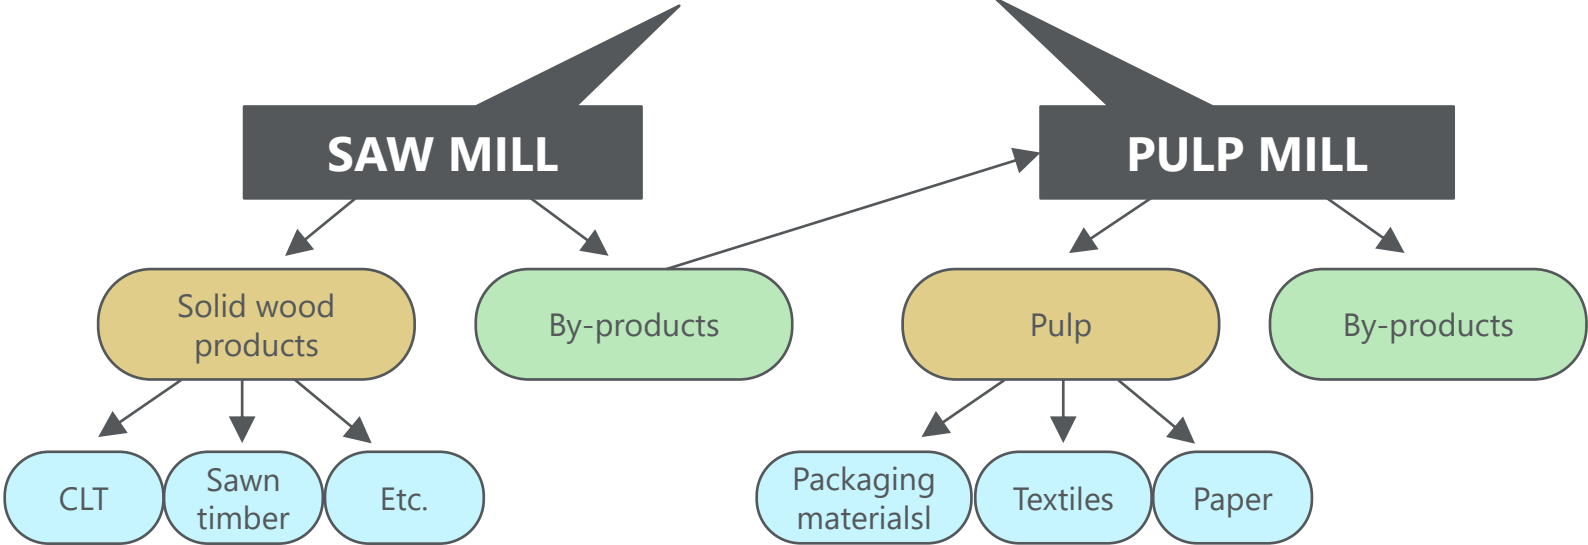 SAW MILL
PULP MILL
Solid wood
products
By-products
Pulp
By-products
CLT
Sawn
timber
Etc.
Packaging
materialsl
Textiles
Paper